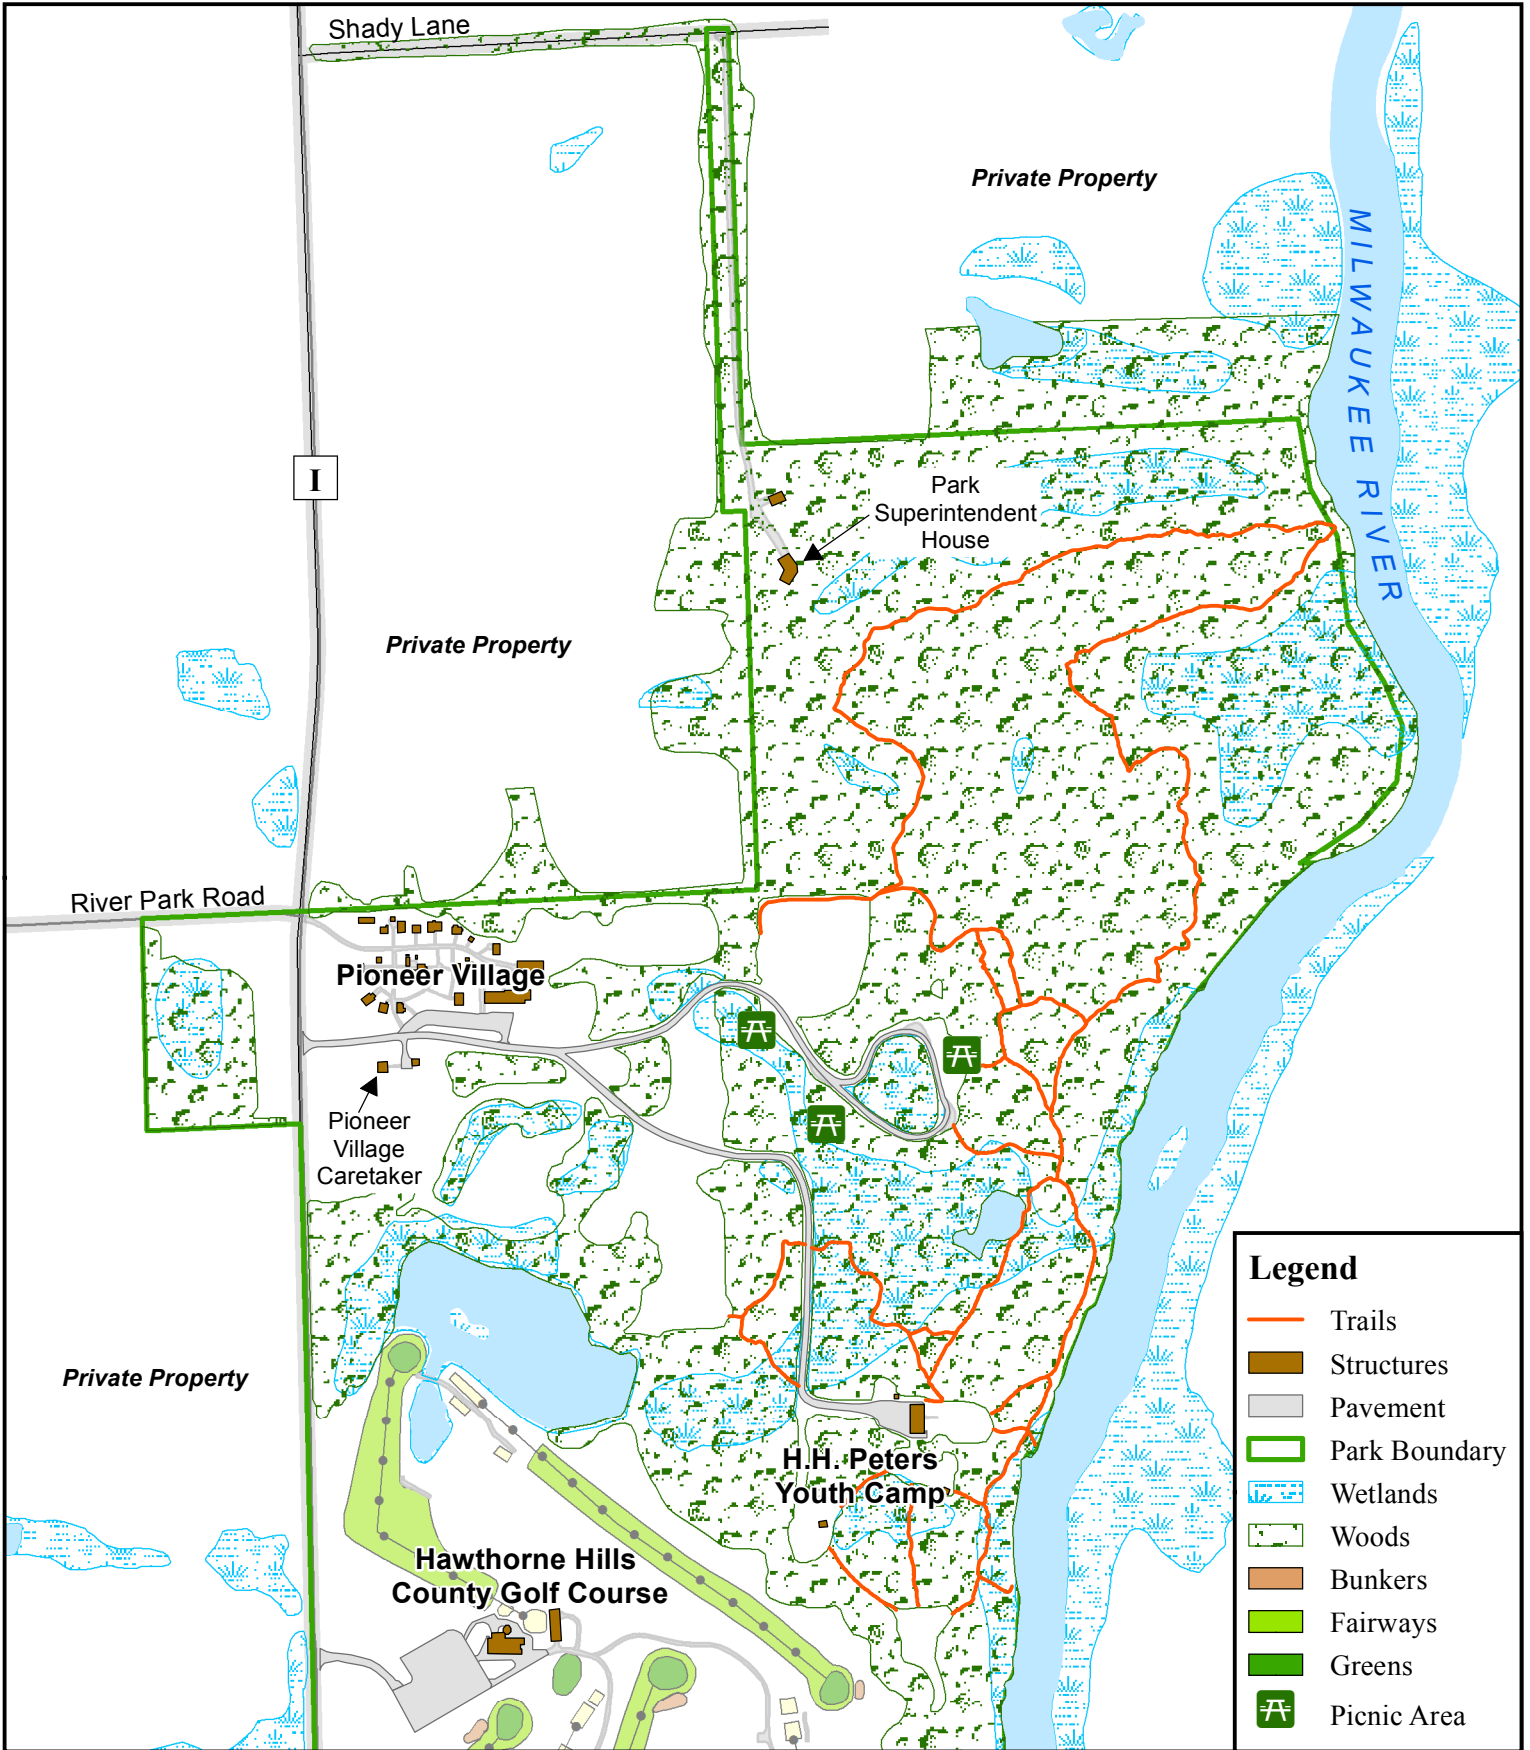 Shady Lane
Private Property
MILWAUKEE RIVER
I
Park
Superintendent
House
Private Property
River Park Road
Pioneer Village
Pioneer
Village
Caretaker
Private Property
H.H. Peters
Youth Camp
Hawthorne Hills
County Golf Course
Legend
Trails
Structures
Pavement
Park Boundary
Wetlands
Woods
Bunkers
Fairways
Greens
Picnic Area